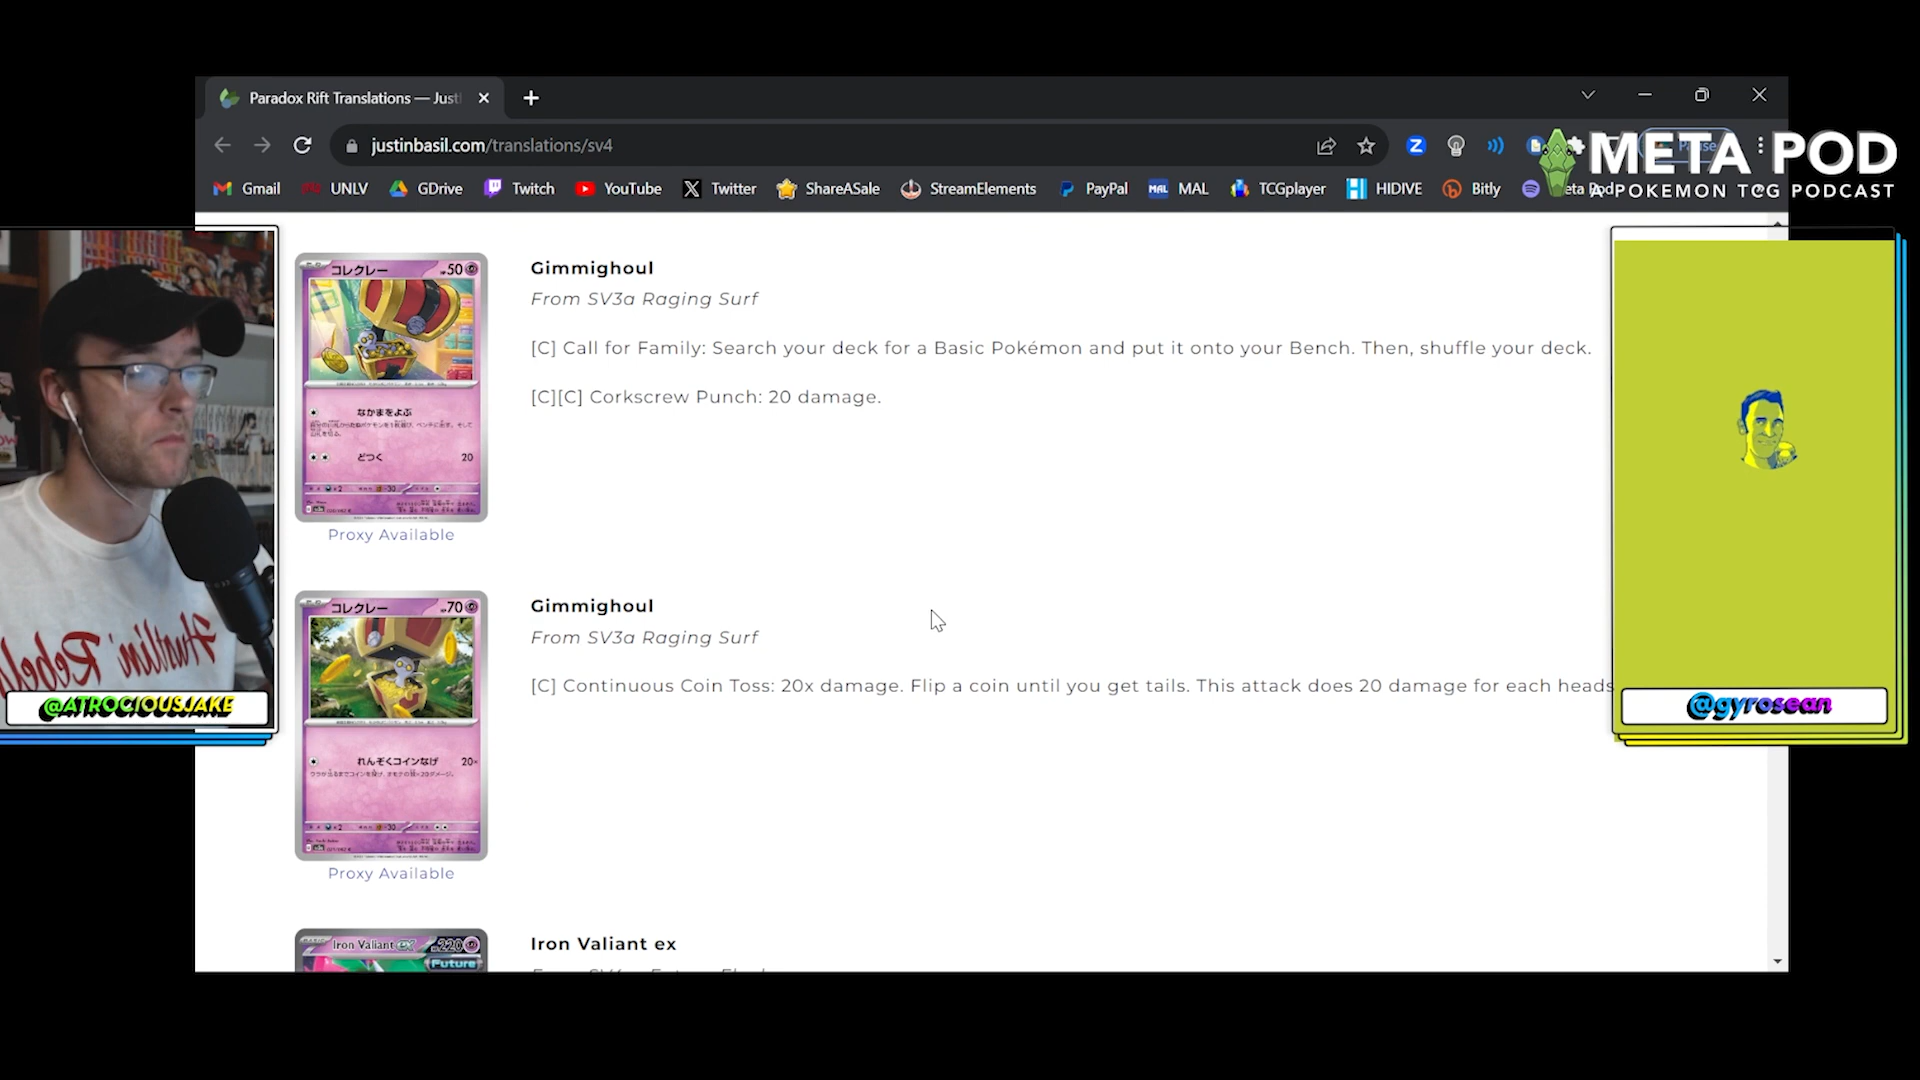 Paradox Rift Translations — Just
justinbasil.com/translations/sv4
META POD
A POKEMON TCG PODCAST
Gmail
UNLV
GDrive
Twitch
YouTube
Twitter
ShareASale
StreamElements
PayPal
MAL
TCGplayer
HIDIVE
Bitly
コレクレー
50
なかまをよぶ
どつく
20
Proxy Available
Gimmighoul
From SV3a Raging Surf
[C] Call for Family: Search your deck for a Basic Pokémon and put it onto your Bench. Then, shuffle your deck.
[C][C] Corkscrew Punch: 20 damage.
コレクレー
70
れんぞくコインなげ
20×
Proxy Available
Gimmighoul
From SV3a Raging Surf
[C] Continuous Coin Toss: 20x damage. Flip a coin until you get tails. This attack does 20 damage for each heads
Iron Valiant ex
220
Future
Iron Valiant ex
Hustlin' Rebels
@ATROCIOUSJAKE
@gyrosean